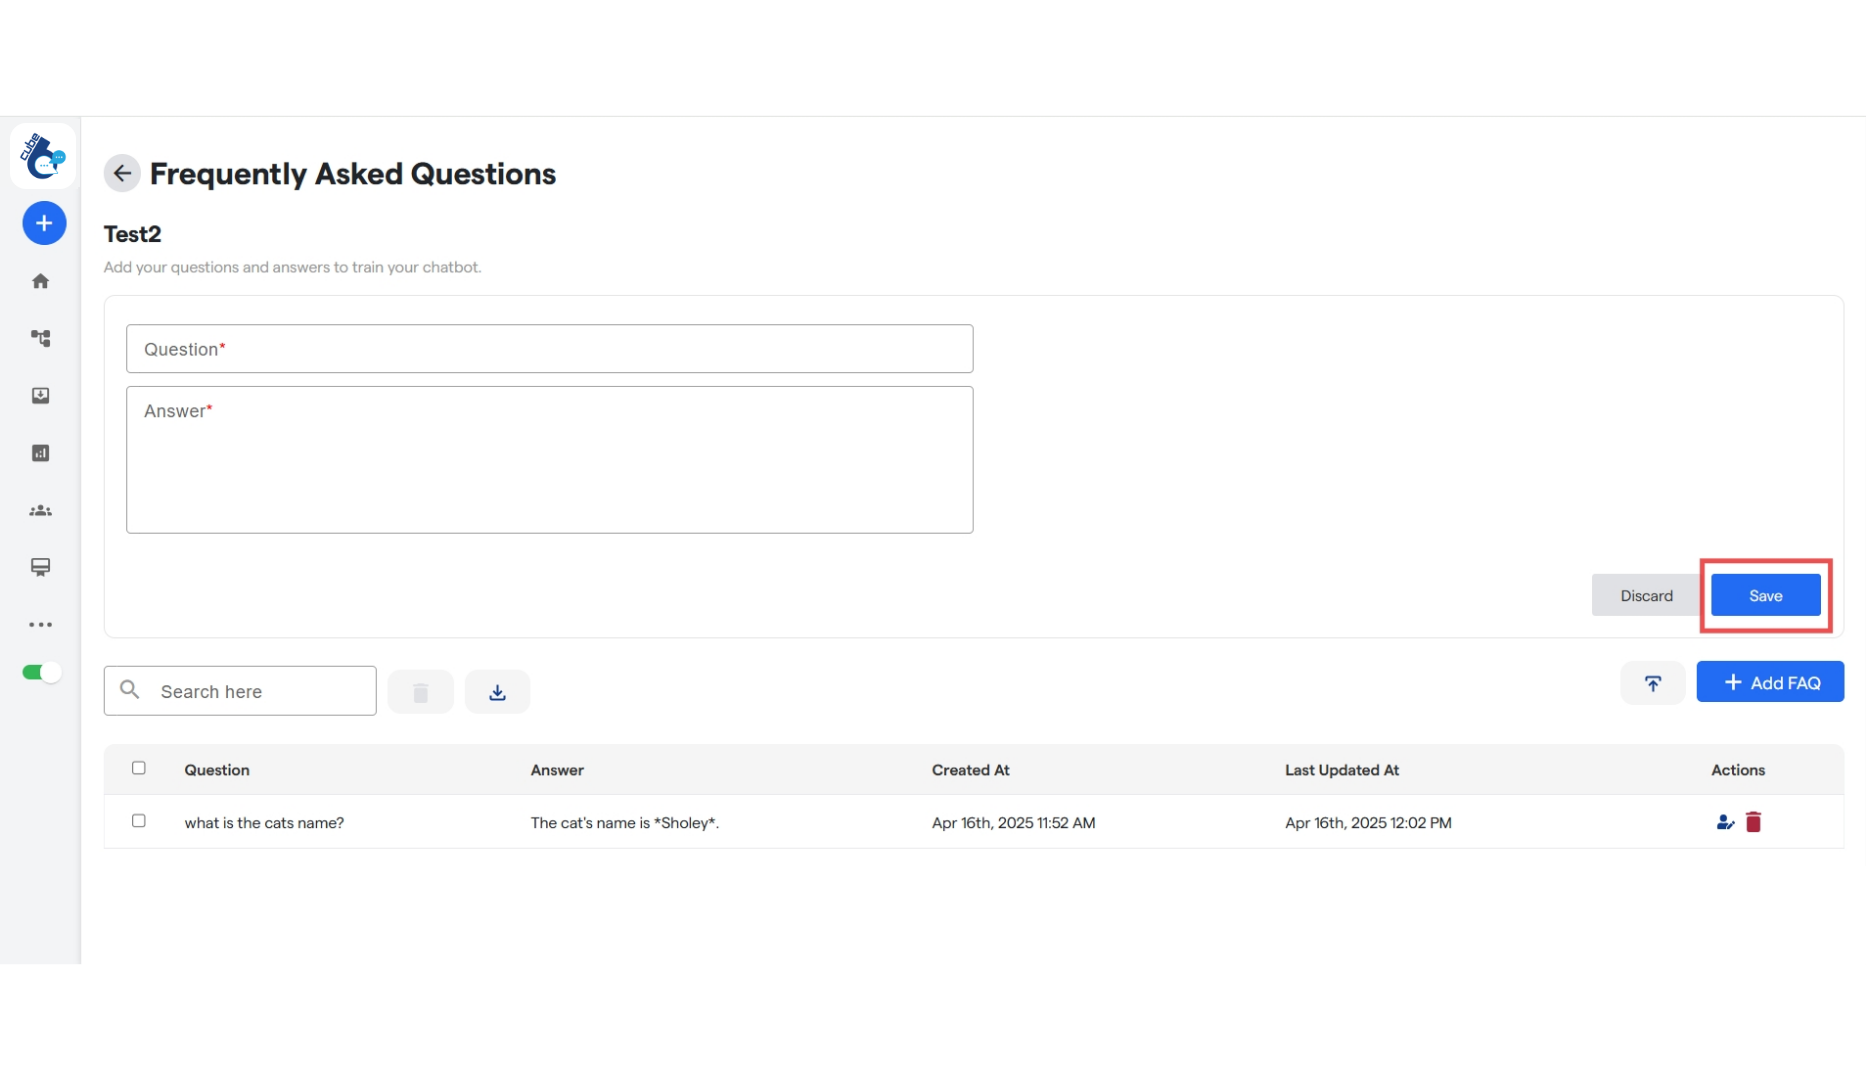 cube
Frequently Asked Questions
Test2
Add your questions and answers to train your chatbot.
Question*
Answer*
Discard
Save
Search here
Add FAQ
Question Answer Created At Last Updated At Actions
what is the cats name? The cat's name is *Sholey*. Apr 16th, 2025 11:52 AM Apr 16th, 2025 12:02 PM